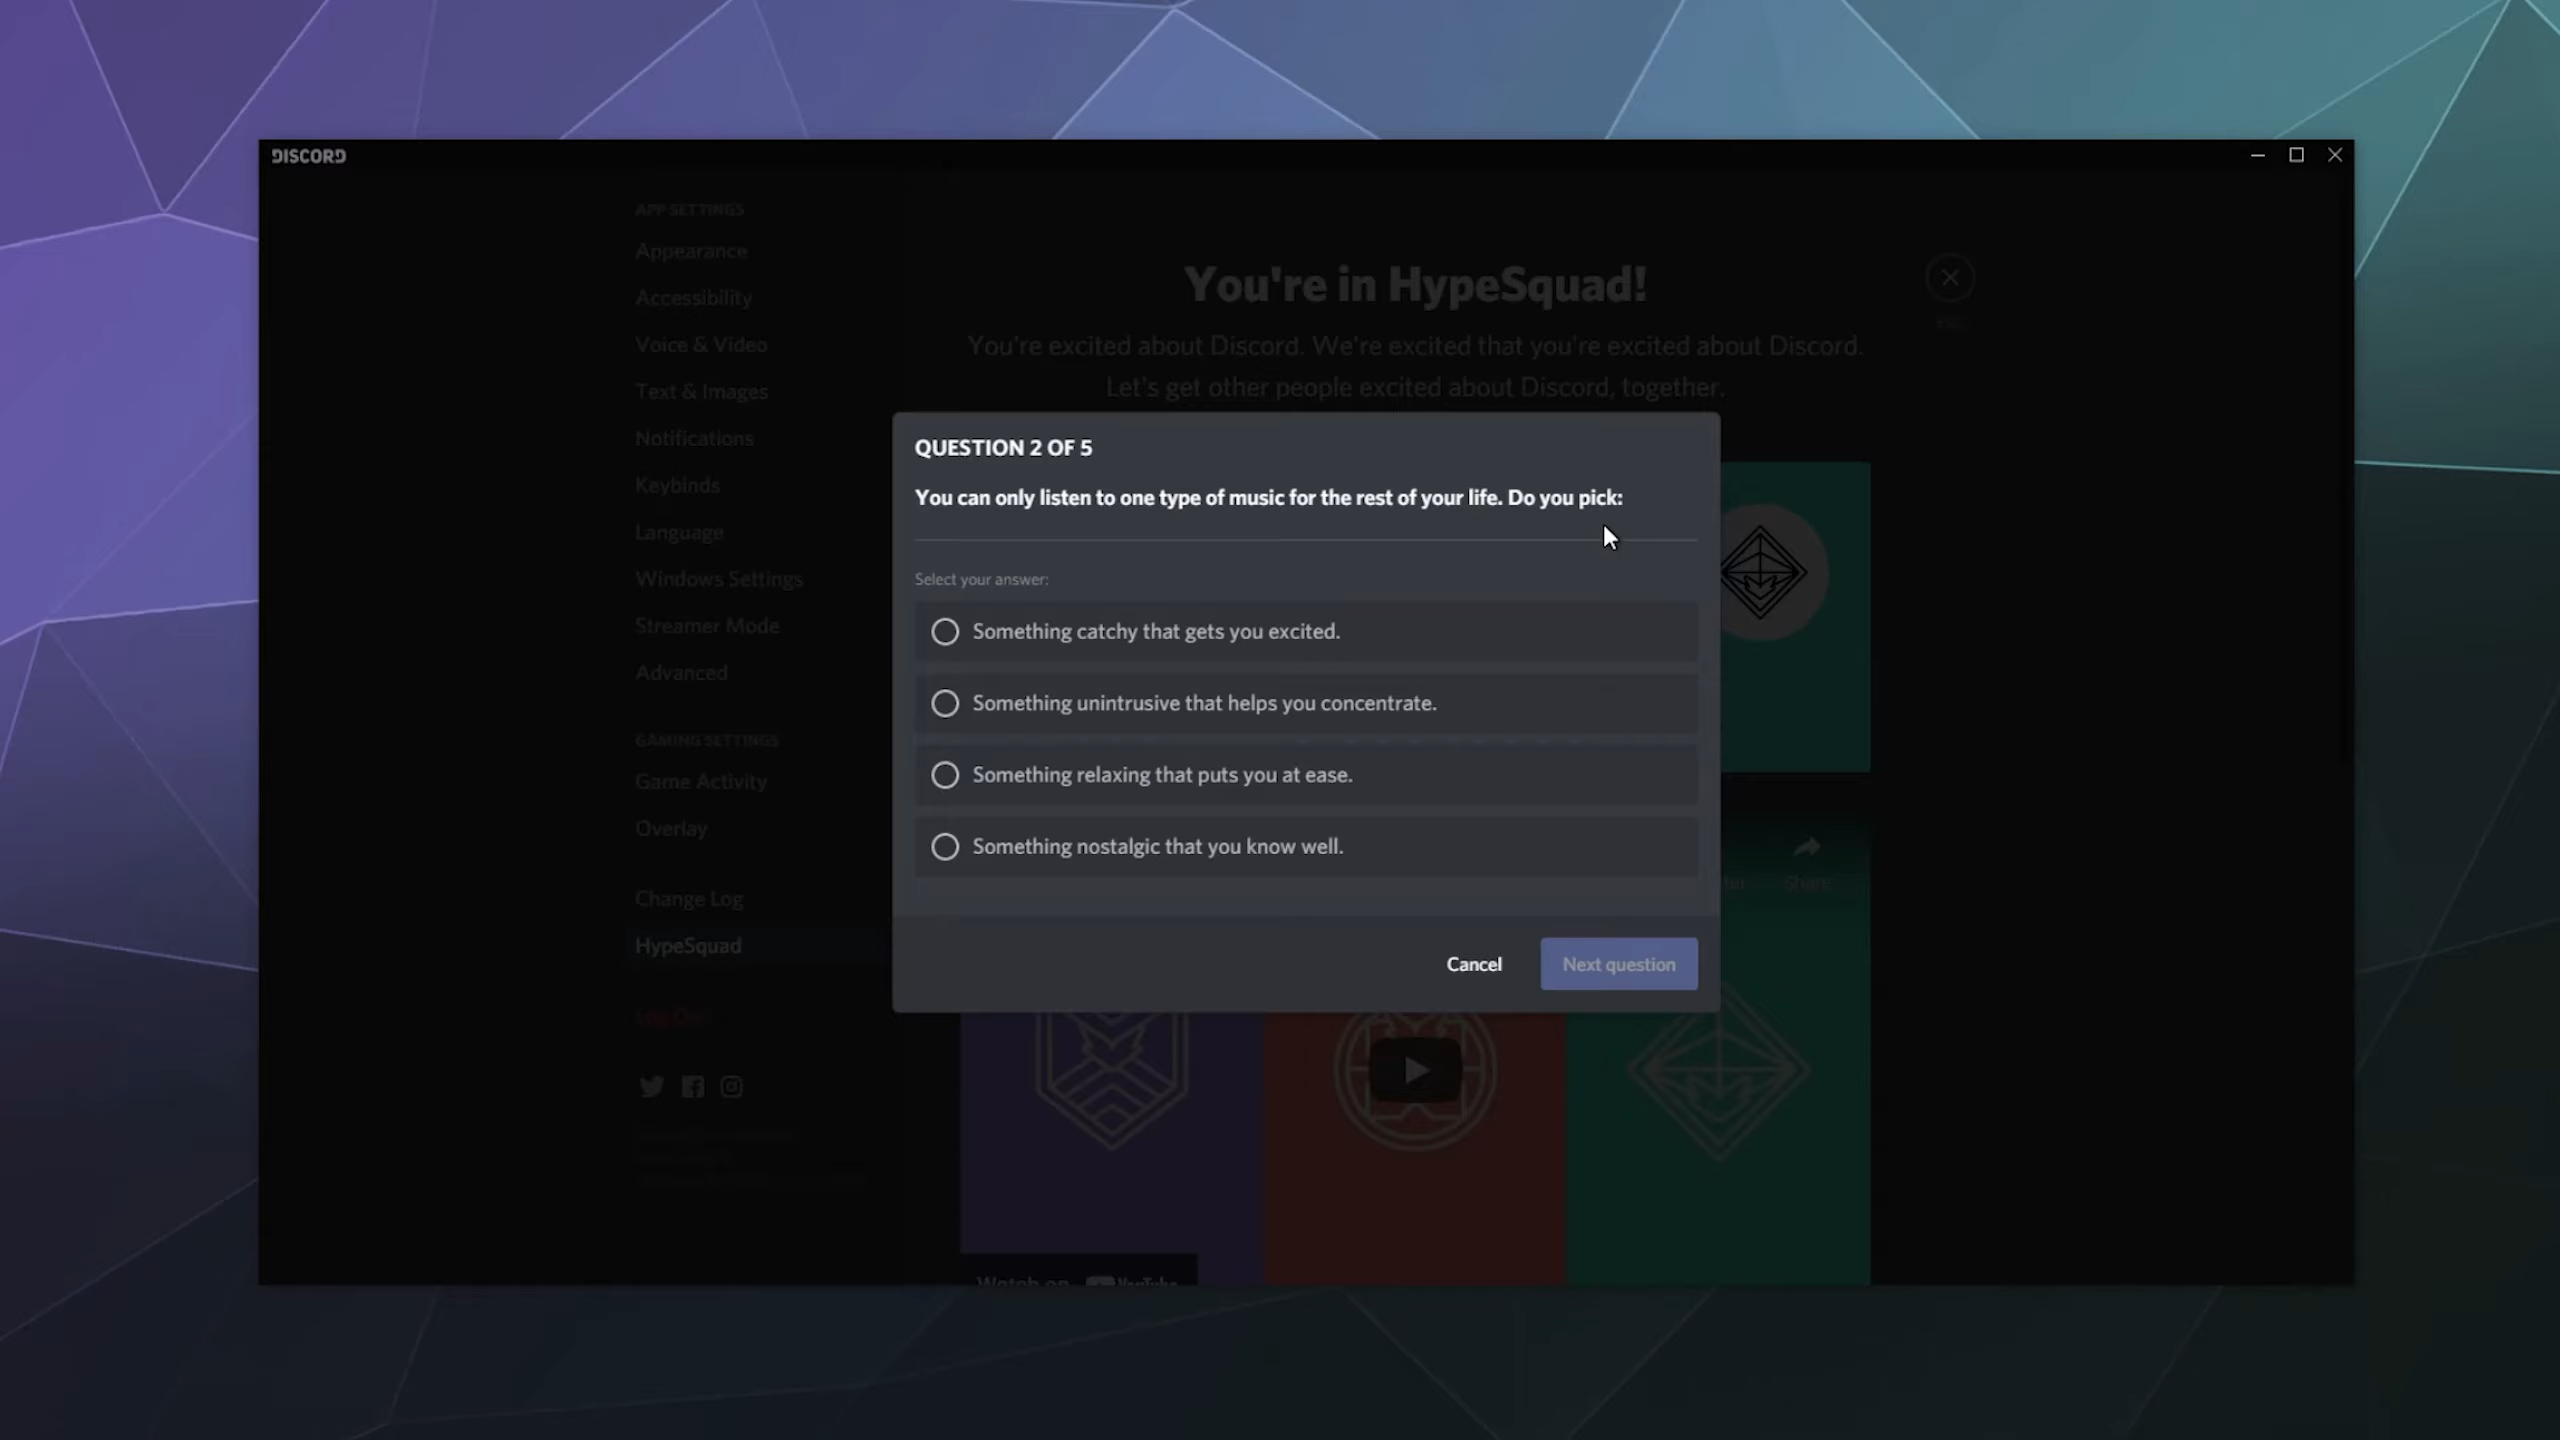 DISCORD
APP SETTINGS
Appearance
Accessibility
Voice & Video
Text & Images
Notifications
Keybinds
Language
Windows Settings
Streamer Mode
Advanced
GAMING SETTINGS
Game Activity
Overlay
Change Log
HypeSquad
Log Out
You're in HypeSquad!
You're excited about Discord. We're excited that you're excited about Discord.
Let's get other people excited about Discord, together.
QUESTION 2 OF 5
You can only listen to one type of music for the rest of your life. Do you pick:
Select your answer:
Something catchy that gets you excited.
Something unintrusive that helps you concentrate.
Something relaxing that puts you at ease.
Something nostalgic that you know well.
Cancel
Next question
Share
Watch on YouTube